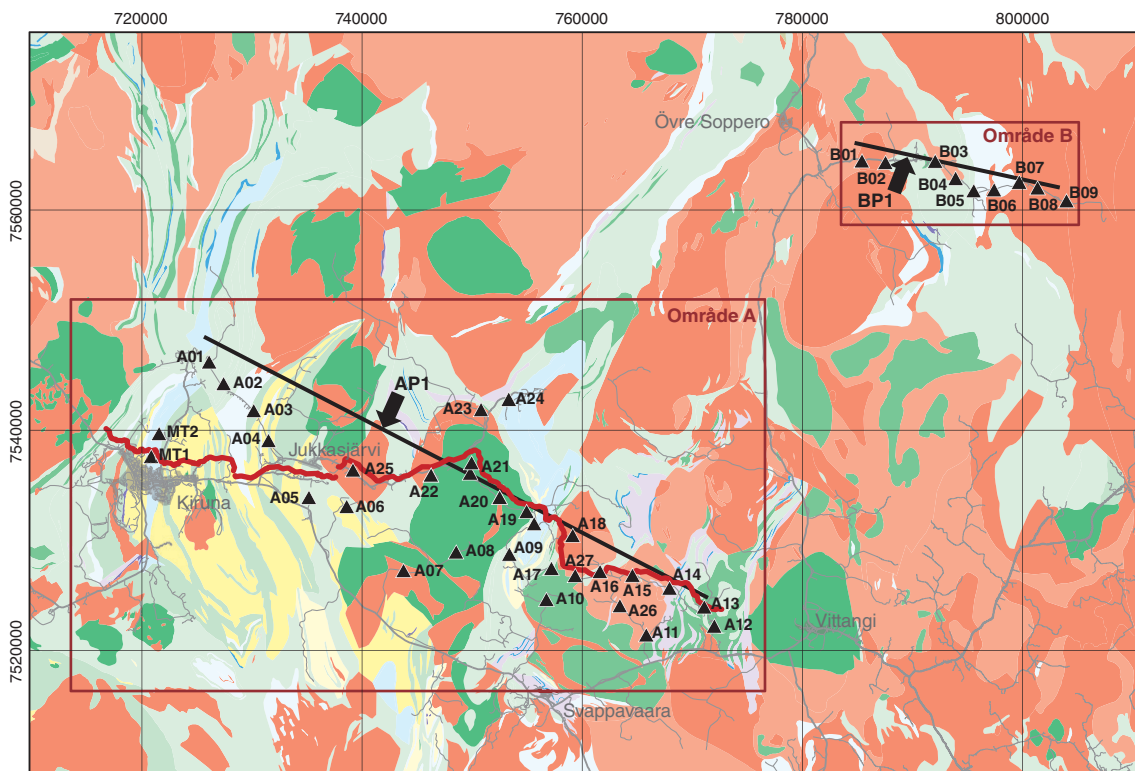 720000 740000 760000 780000 800000
Övre Soppero
Område B
B01
B03
B02
B07
BP1
B04
B05
B06
B08
B09
7560000
Område A
A01
A02
AP1
A24
A03
A23
7540000
MT2
A04
Jukkasjärvi
MT1
A25
A21
A22
Kiruna
A05
A06
A20
A19
A18
A08
A09
A27
A07
A17
A16
A15
A14
A10
A26
A13
A11
A12
Vittangi
7520000
Svappavaara